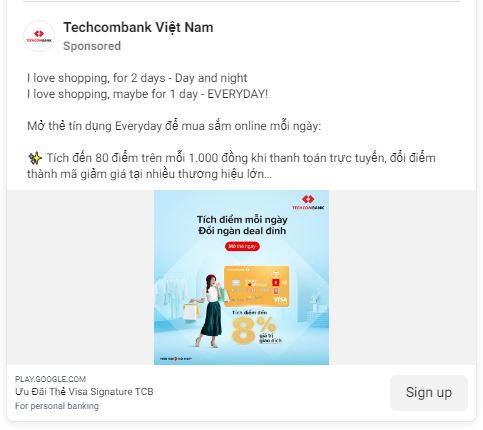 TECHCOMBANK
Techcombank Việt Nam
Sponsored
I love shopping, for 2 days - Day and night
I love shopping, maybe for 1 day - EVERYDAY!
Mở thẻ tín dụng Everyday để mua sắm online mỗi ngày:
✨ Tích đến 80 điểm trên mỗi 1.000 đồng khi thanh toán trực tuyến, đổi điểm
thành mã giảm giá tại nhiều thương hiệu lớn...
TECHCOMBANK
Tích điểm mỗi ngày
Đổi ngàn deal đỉnh
Mở thẻ ngay
VISA
Tích điểm đến
8%
giá trị
giao dịch
PLAY.GOOGLE.COM
Ưu Đãi Thẻ Visa Signature TCB
For personal banking
Sign up